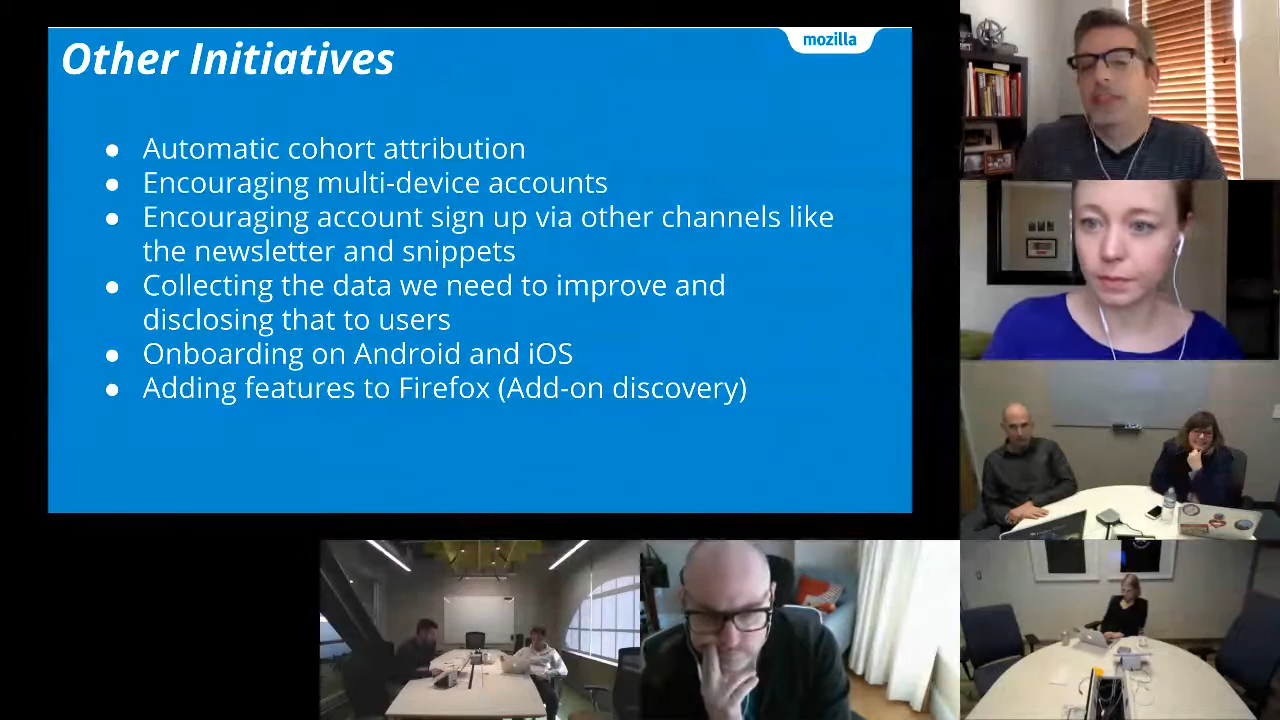 Other Initiatives
mozilla
● Automatic cohort attribution
● Encouraging multi-device accounts
● Encouraging account sign up via other channels like
the newsletter and snippets
● Collecting the data we need to improve and
disclosing that to users
● Onboarding on Android and iOS
● Adding features to Firefox (Add-on discovery)